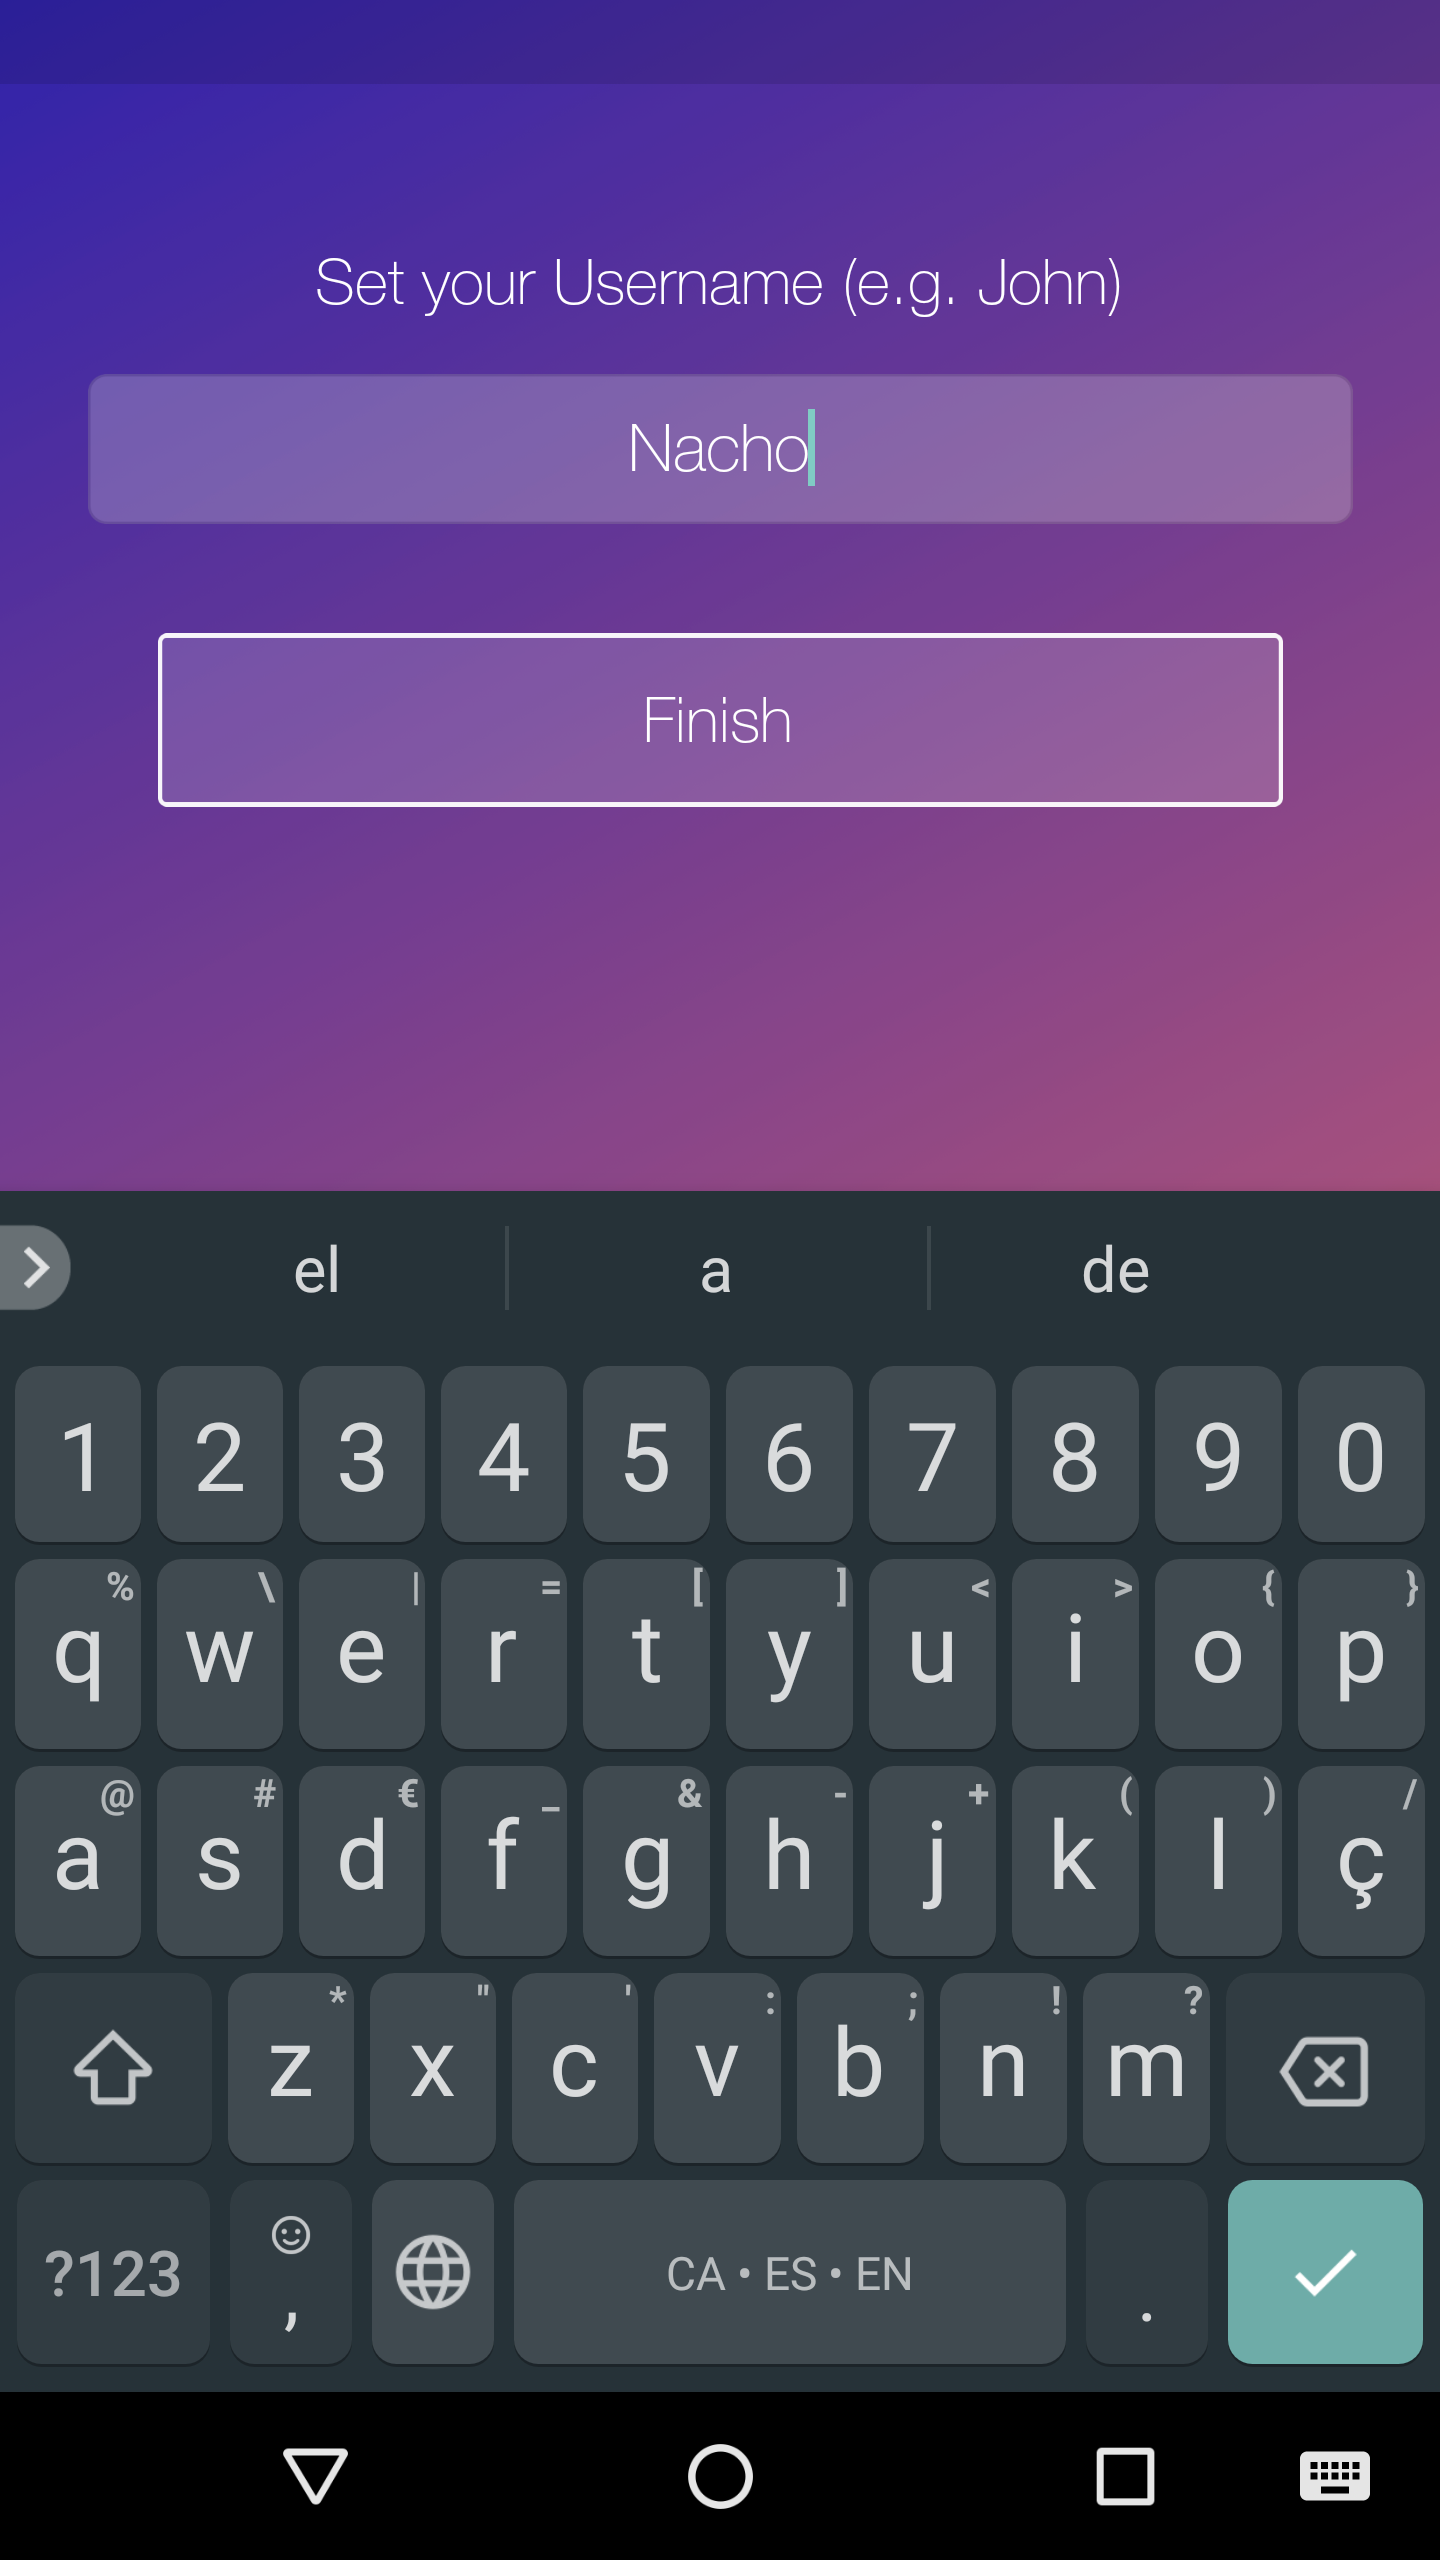 Set your Username (e.g. John)
Nacho
Finish
el a de
1 2 3 4 5 6 7 8 9 0
% \ | = [ ] < > { }
q w e r t y u i o p
@ # € _ & - + ( ) /
a s d f g h j k l ç
* " ' : ; ! ?
z x c v b n m
?123 , CA • ES • EN .